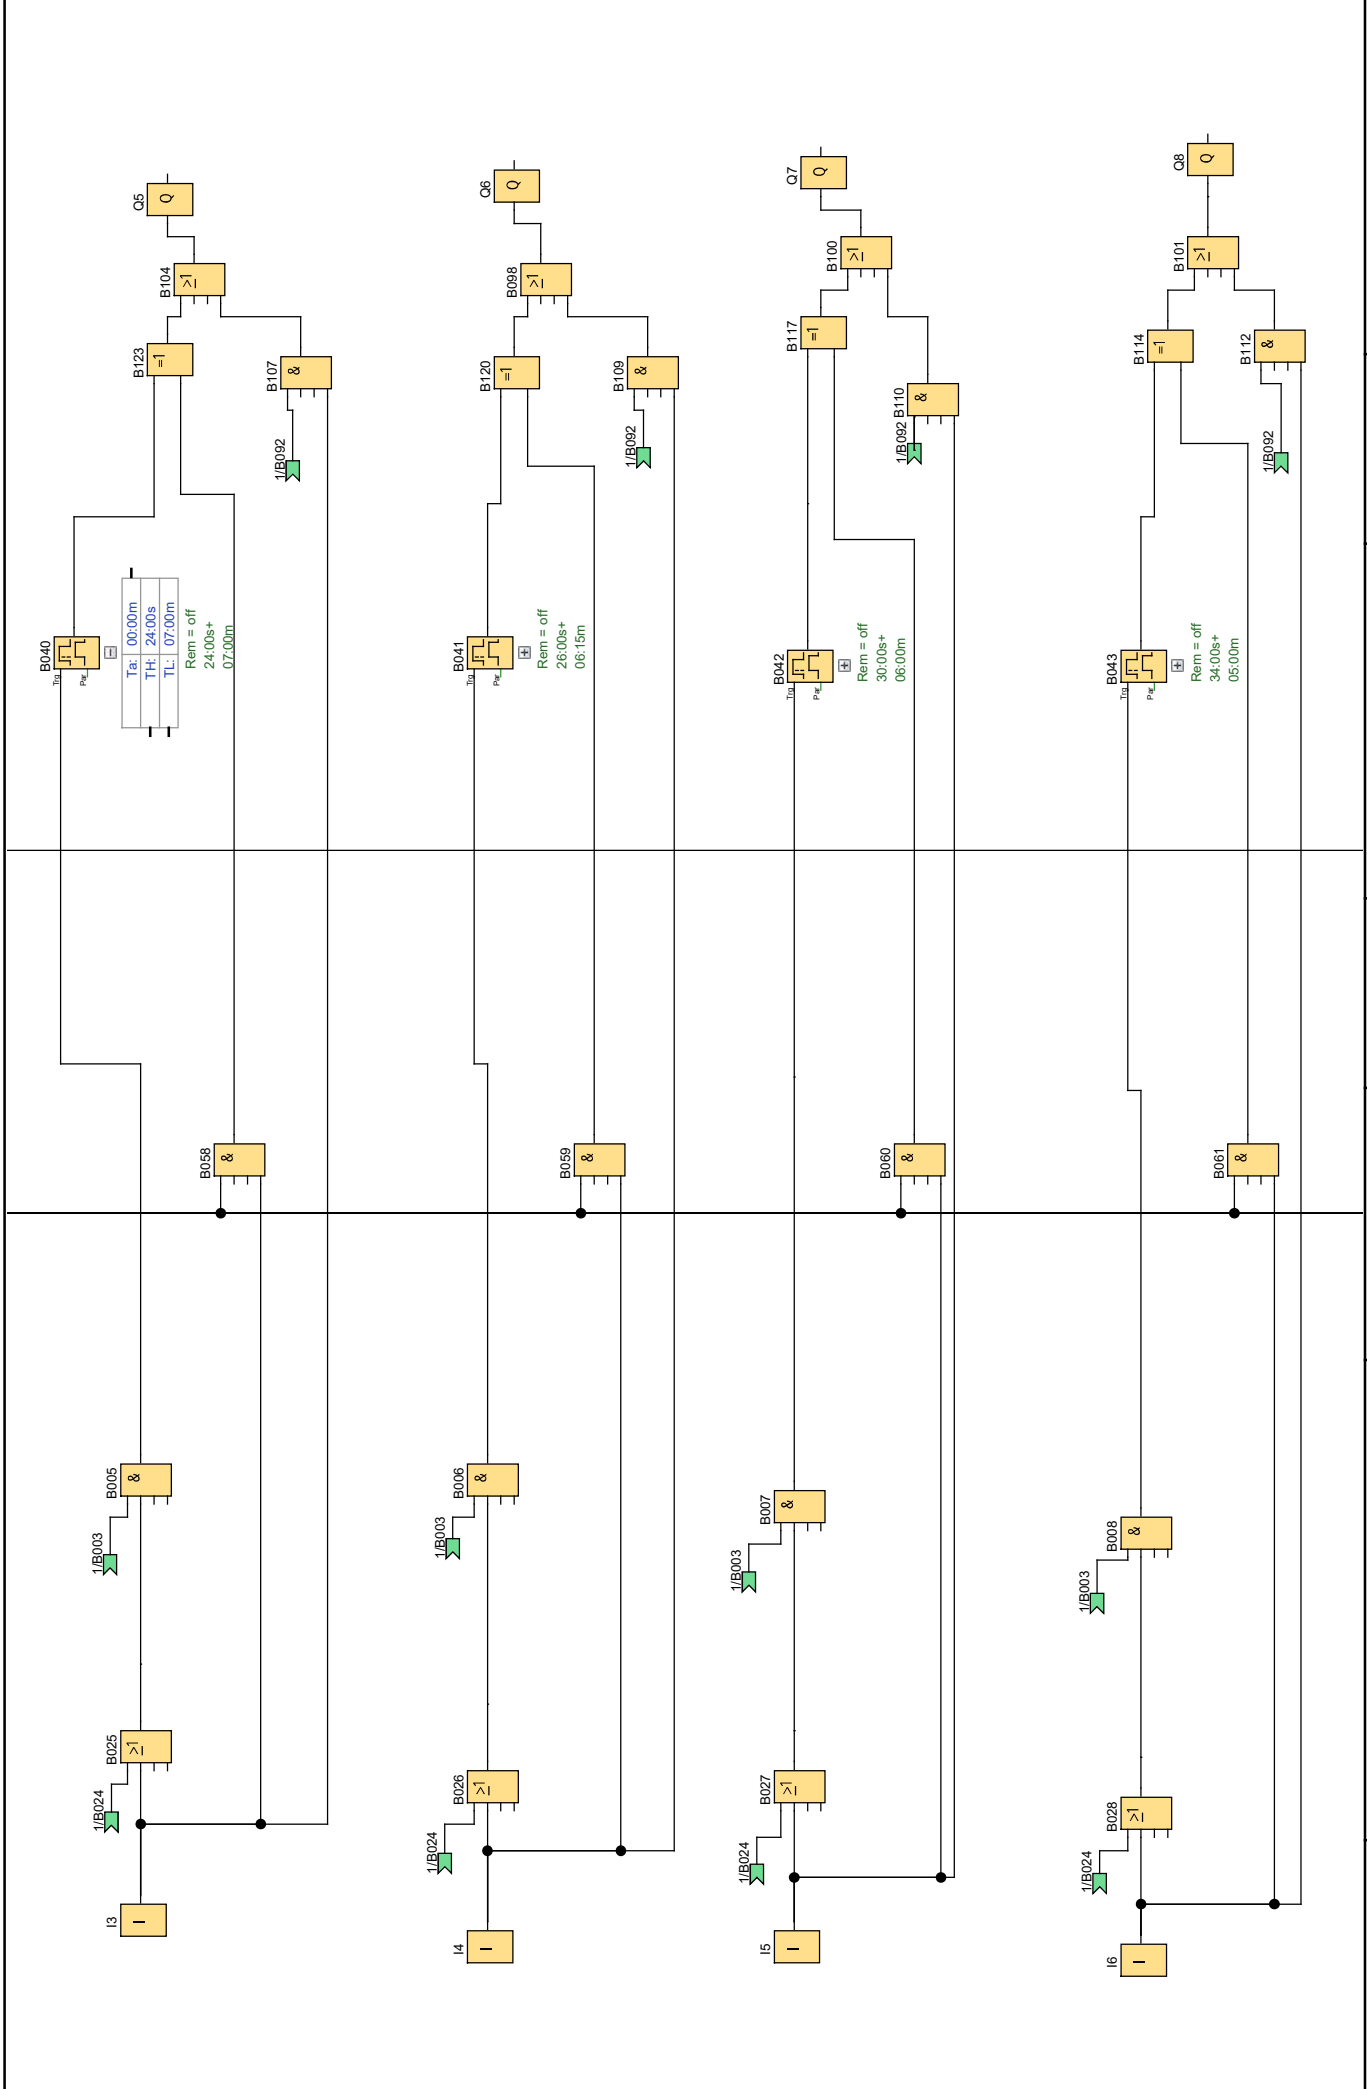 Q5
Q
B104
≥1
B123
=1
B107
&
1/B092
B040
Trg
Par
Ta: 00:00m
TH: 24:00s
TL: 07:00m
Rem = off
24:00s+
07:00m
B058
&
B005
&
1/B003
B025
≥1
1/B024
I3
I
Q6
Q
B098
≥1
B120
=1
B109
&
1/B092
B041
Trg
Par
Rem = off
26:00s+
06:15m
B059
&
B006
&
1/B003
B026
≥1
1/B024
I4
I
Q7
Q
B100
≥1
B117
=1
B110
&
1/B092
B042
Trg
Par
Rem = off
30:00s+
06:00m
B060
&
B007
&
1/B003
B027
≥1
1/B024
I5
I
Q8
Q
B101
≥1
B114
=1
B112
&
1/B092
B043
Trg
Par
Rem = off
34:00s+
05:00m
B061
&
B008
&
1/B003
B028
≥1
1/B024
I6
I